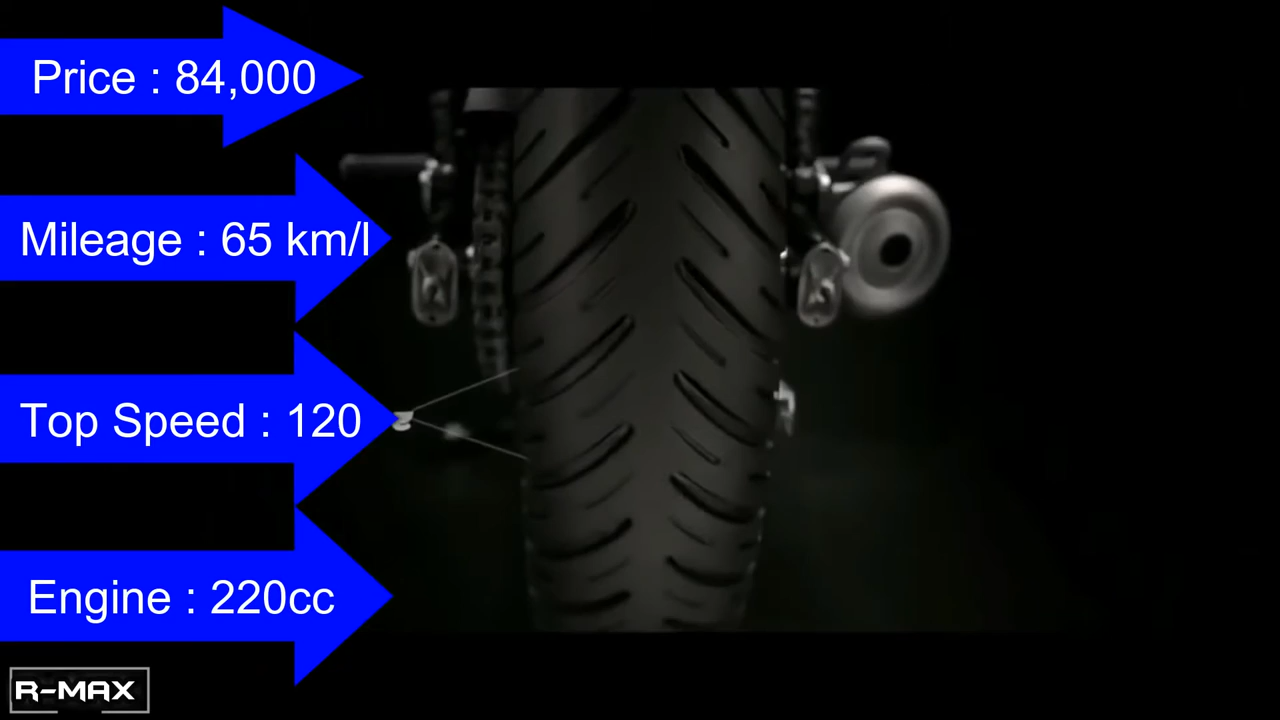 Price : 84,000
Mileage : 65 km/l
Top Speed : 120
Engine : 220cc
R-MAX